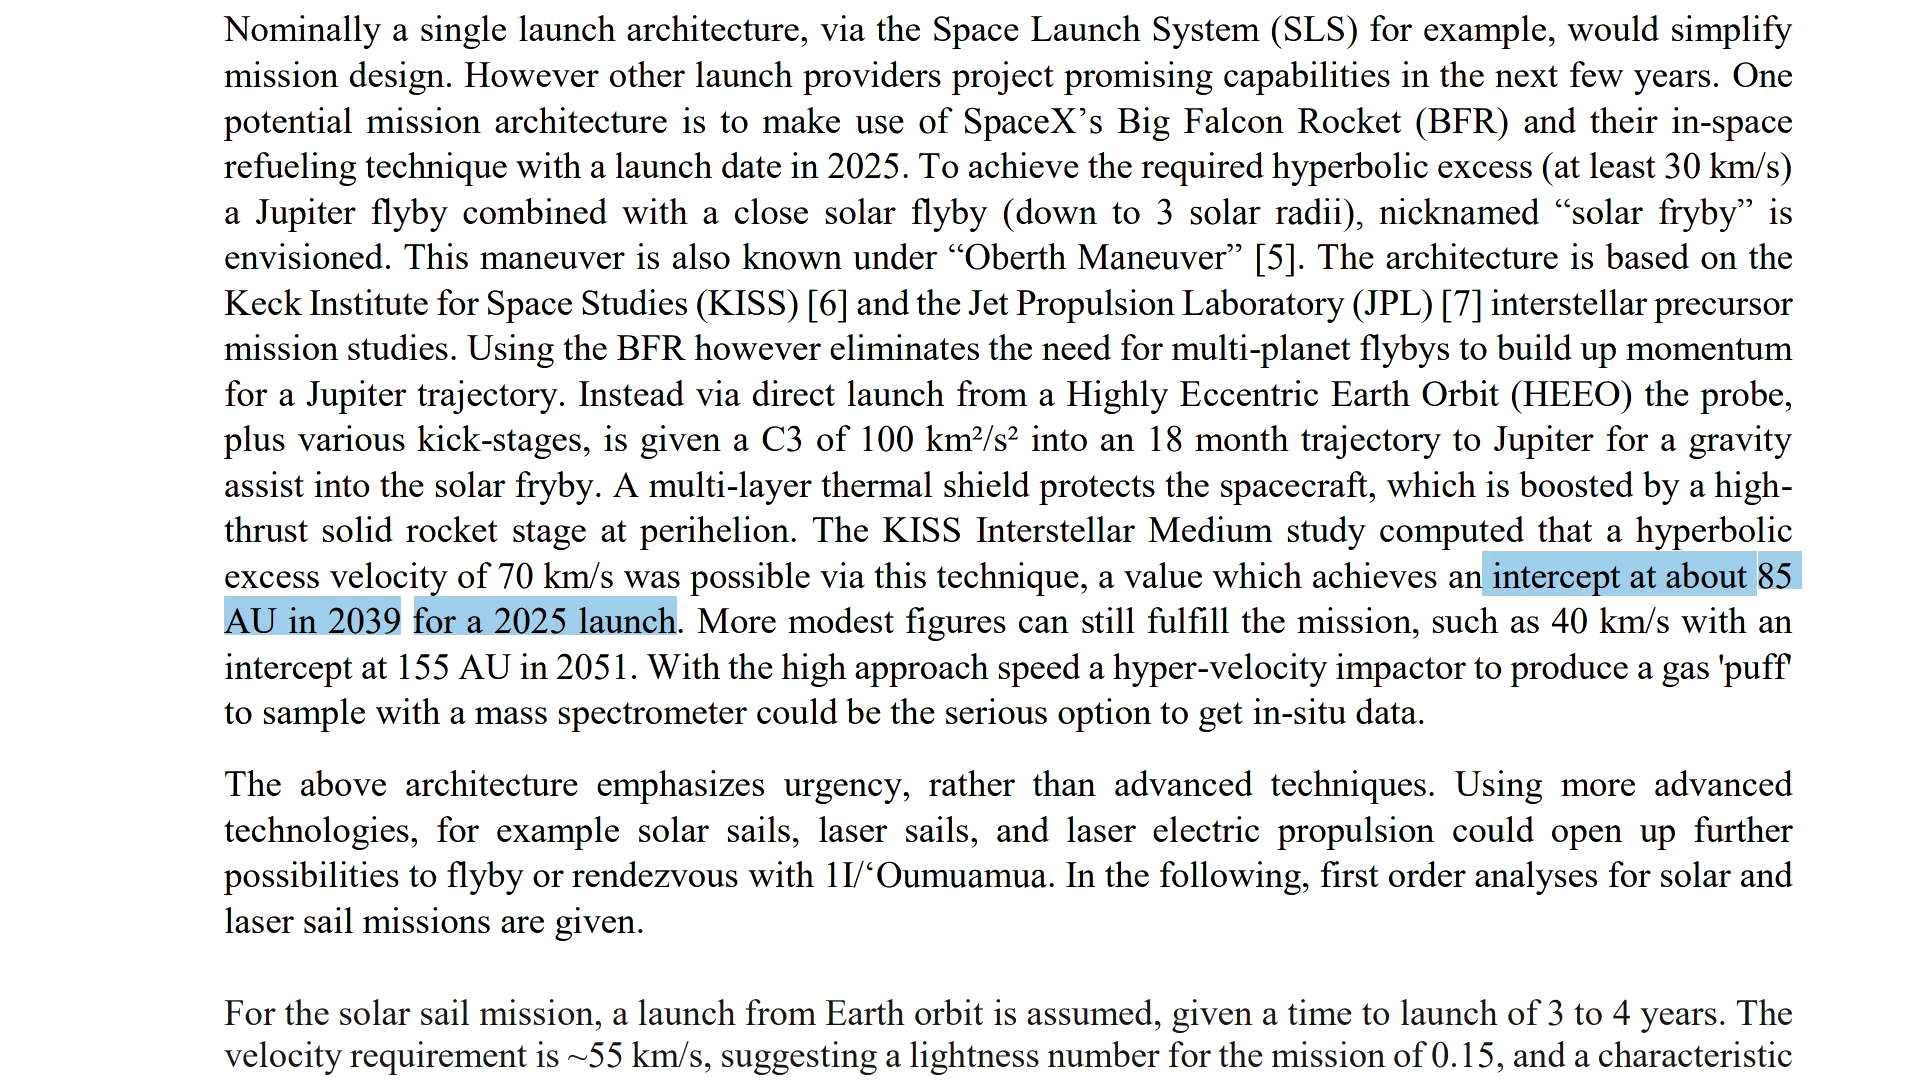 Nominally a single launch architecture, via the Space Launch System (SLS) for example, would simplify
mission design. However other launch providers project promising capabilities in the next few years. One
potential mission architecture is to make use of SpaceX’s Big Falcon Rocket (BFR) and their in-space
refueling technique with a launch date in 2025. To achieve the required hyperbolic excess (at least 30 km/s)
a Jupiter flyby combined with a close solar flyby (down to 3 solar radii), nicknamed “solar fryby” is
envisioned. This maneuver is also known under “Oberth Maneuver” [5]. The architecture is based on the
Keck Institute for Space Studies (KISS) [6] and the Jet Propulsion Laboratory (JPL) [7] interstellar precursor
mission studies. Using the BFR however eliminates the need for multi-planet flybys to build up momentum
for a Jupiter trajectory. Instead via direct launch from a Highly Eccentric Earth Orbit (HEEO) the probe,
plus various kick-stages, is given a C3 of 100 km²/s² into an 18 month trajectory to Jupiter for a gravity
assist into the solar fryby. A multi-layer thermal shield protects the spacecraft, which is boosted by a high-
thrust solid rocket stage at perihelion. The KISS Interstellar Medium study computed that a hyperbolic
excess velocity of 70 km/s was possible via this technique, a value which achieves an intercept at about 85
AU in 2039 for a 2025 launch. More modest figures can still fulfill the mission, such as 40 km/s with an
intercept at 155 AU in 2051. With the high approach speed a hyper-velocity impactor to produce a gas 'puff'
to sample with a mass spectrometer could be the serious option to get in-situ data.
The above architecture emphasizes urgency, rather than advanced techniques. Using more advanced
technologies, for example solar sails, laser sails, and laser electric propulsion could open up further
possibilities to flyby or rendezvous with 1I/‘Oumuamua. In the following, first order analyses for solar and
laser sail missions are given.
For the solar sail mission, a launch from Earth orbit is assumed, given a time to launch of 3 to 4 years. The
velocity requirement is ~55 km/s, suggesting a lightness number for the mission of 0.15, and a characteristic